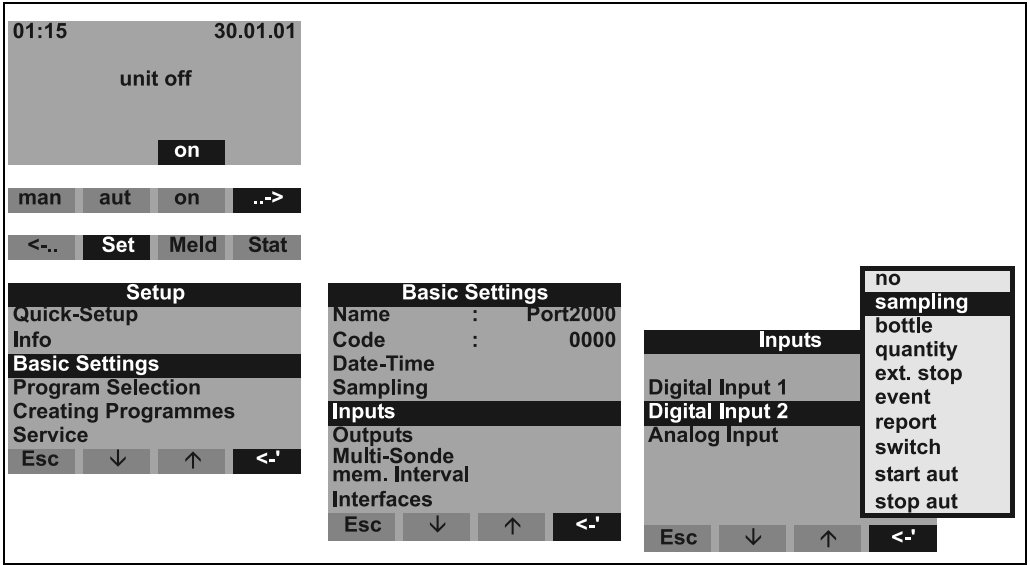 01:15 30.01.01
unit off
on
man aut on ..->
<-.. Set Meld Stat
Setup
Quick-Setup
Info
Basic Settings
Program Selection
Creating Programmes
Service
Esc ↓ ↑ <-'
Basic Settings
Name : Port2000
Code : 0000
Date-Time
Sampling
Inputs
Outputs
Multi-Sonde
mem. Interval
Interfaces
Esc ↓ ↑ <-'
Inputs
Digital Input 1
Digital Input 2
Analog Input
Esc ↓ ↑ <-'
no
sampling
bottle
quantity
ext. stop
event
report
switch
start aut
stop aut